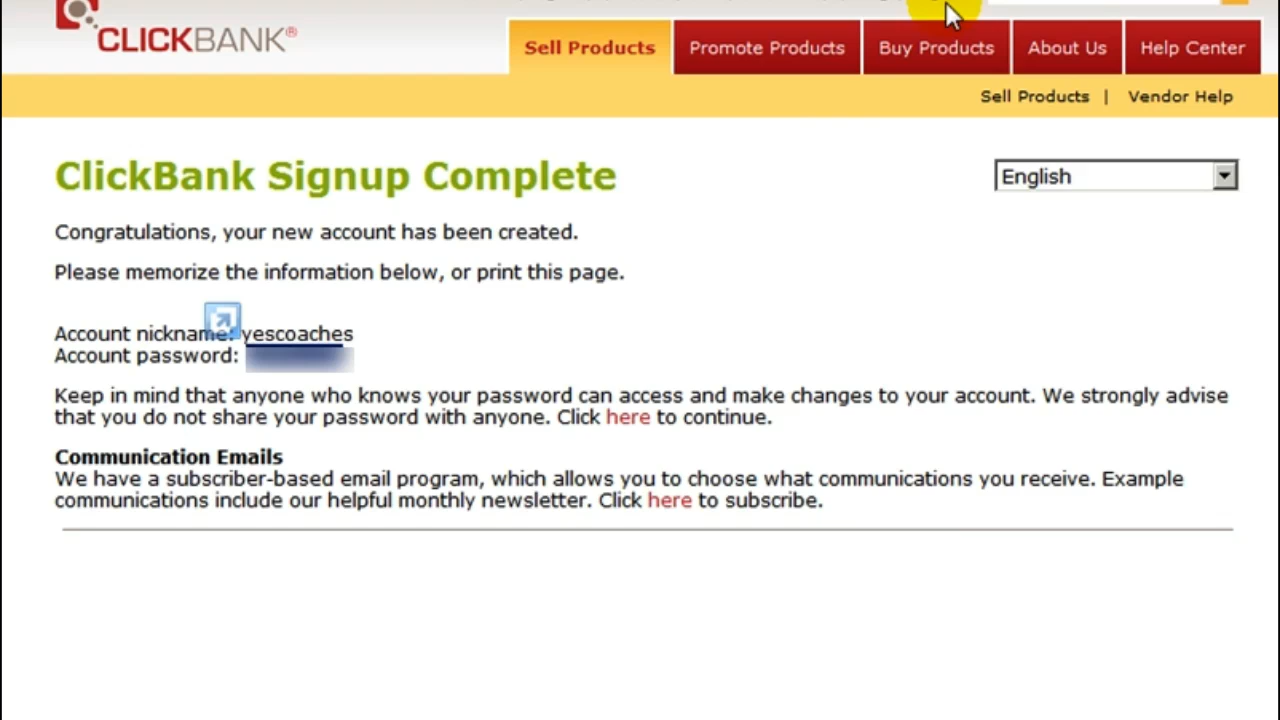 CLICKBANK®
Sell Products
Promote Products
Buy Products
About Us
Help Center
Sell Products | Vendor Help
ClickBank Signup Complete
English
Congratulations, your new account has been created.
Please memorize the information below, or print this page.
Account nickname: yescoaches
Account password:
Keep in mind that anyone who knows your password can access and make changes to your account. We strongly advise
that you do not share your password with anyone. Click here to continue.
Communication Emails
We have a subscriber-based email program, which allows you to choose what communications you receive. Example
communications include our helpful monthly newsletter. Click here to subscribe.